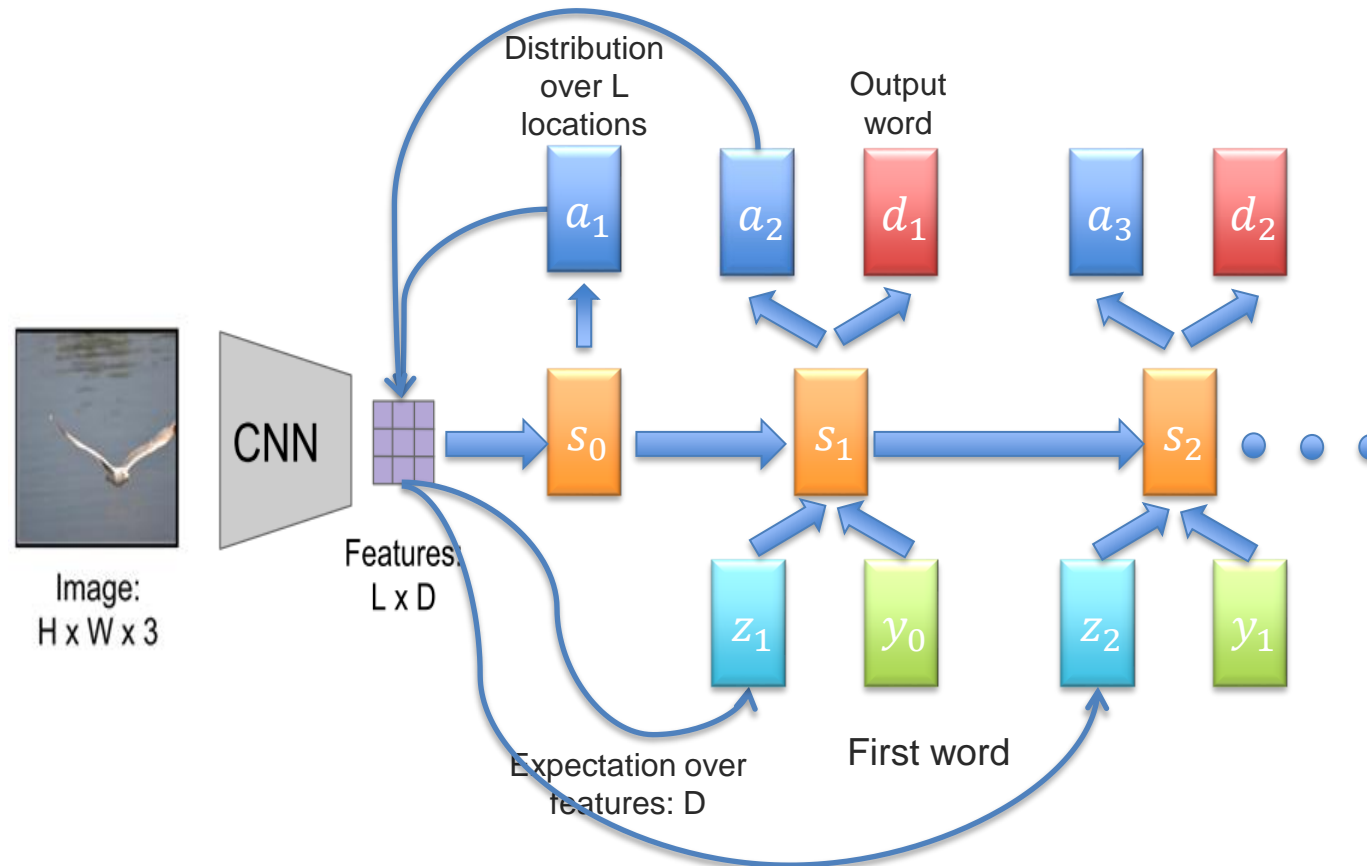 Distribution
over L
locations
Output
word
a₁
a₂
d₁
a₃
d₂
CNN
s₀
s₁
s₂
Features:
L x D
Image:
H x W x 3
z₁
y₀
z₂
y₁
First word
Expectation over
features: D